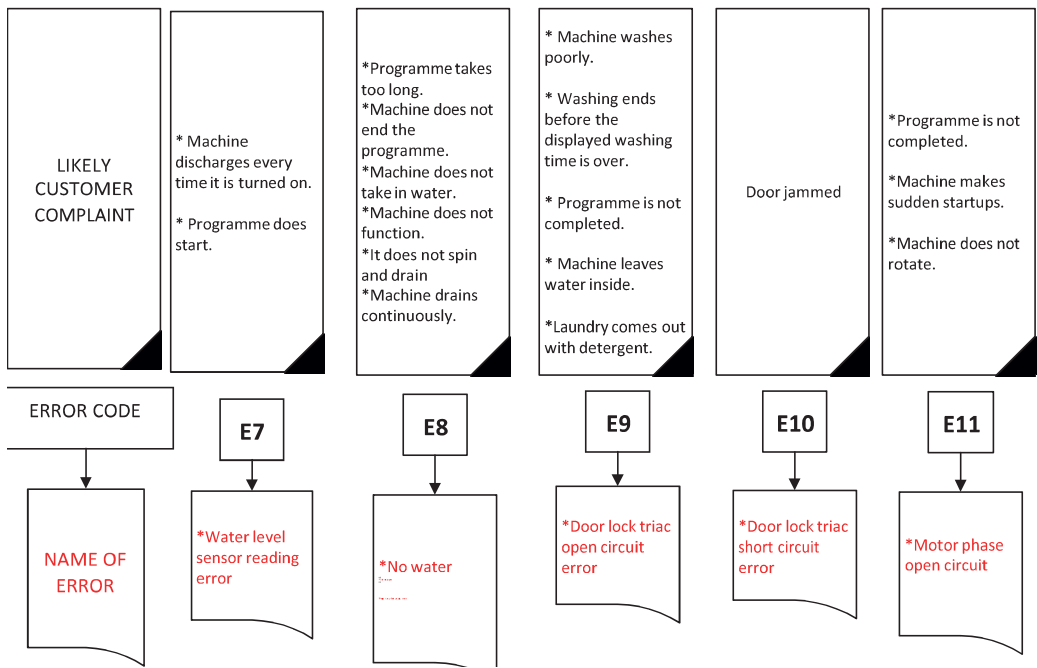 LIKELY
CUSTOMER
COMPLAINT
* Machine
discharges every
time it is turned on.
* Programme does
start.
*Programme takes
too long.
*Machine does not
end the
programme.
*Machine does not
take in water.
*Machine does not
function.
*It does not spin
and drain
*Machine drains
continuously.
* Machine washes
poorly.
* Washing ends
before the
displayed washing
time is over.
* Programme is not
completed.
* Machine leaves
water inside.
*Laundry comes out
with detergent.
Door jammed
*Programme is not
completed.
*Machine makes
sudden startups.
*Machine does not
rotate.
ERROR CODE
E7
E8
E9
E10
E11
NAME OF
ERROR
*Water level
sensor reading
error
*No water
*Door lock triac
open circuit
error
*Door lock triac
short circuit
error
*Motor phase
open circuit